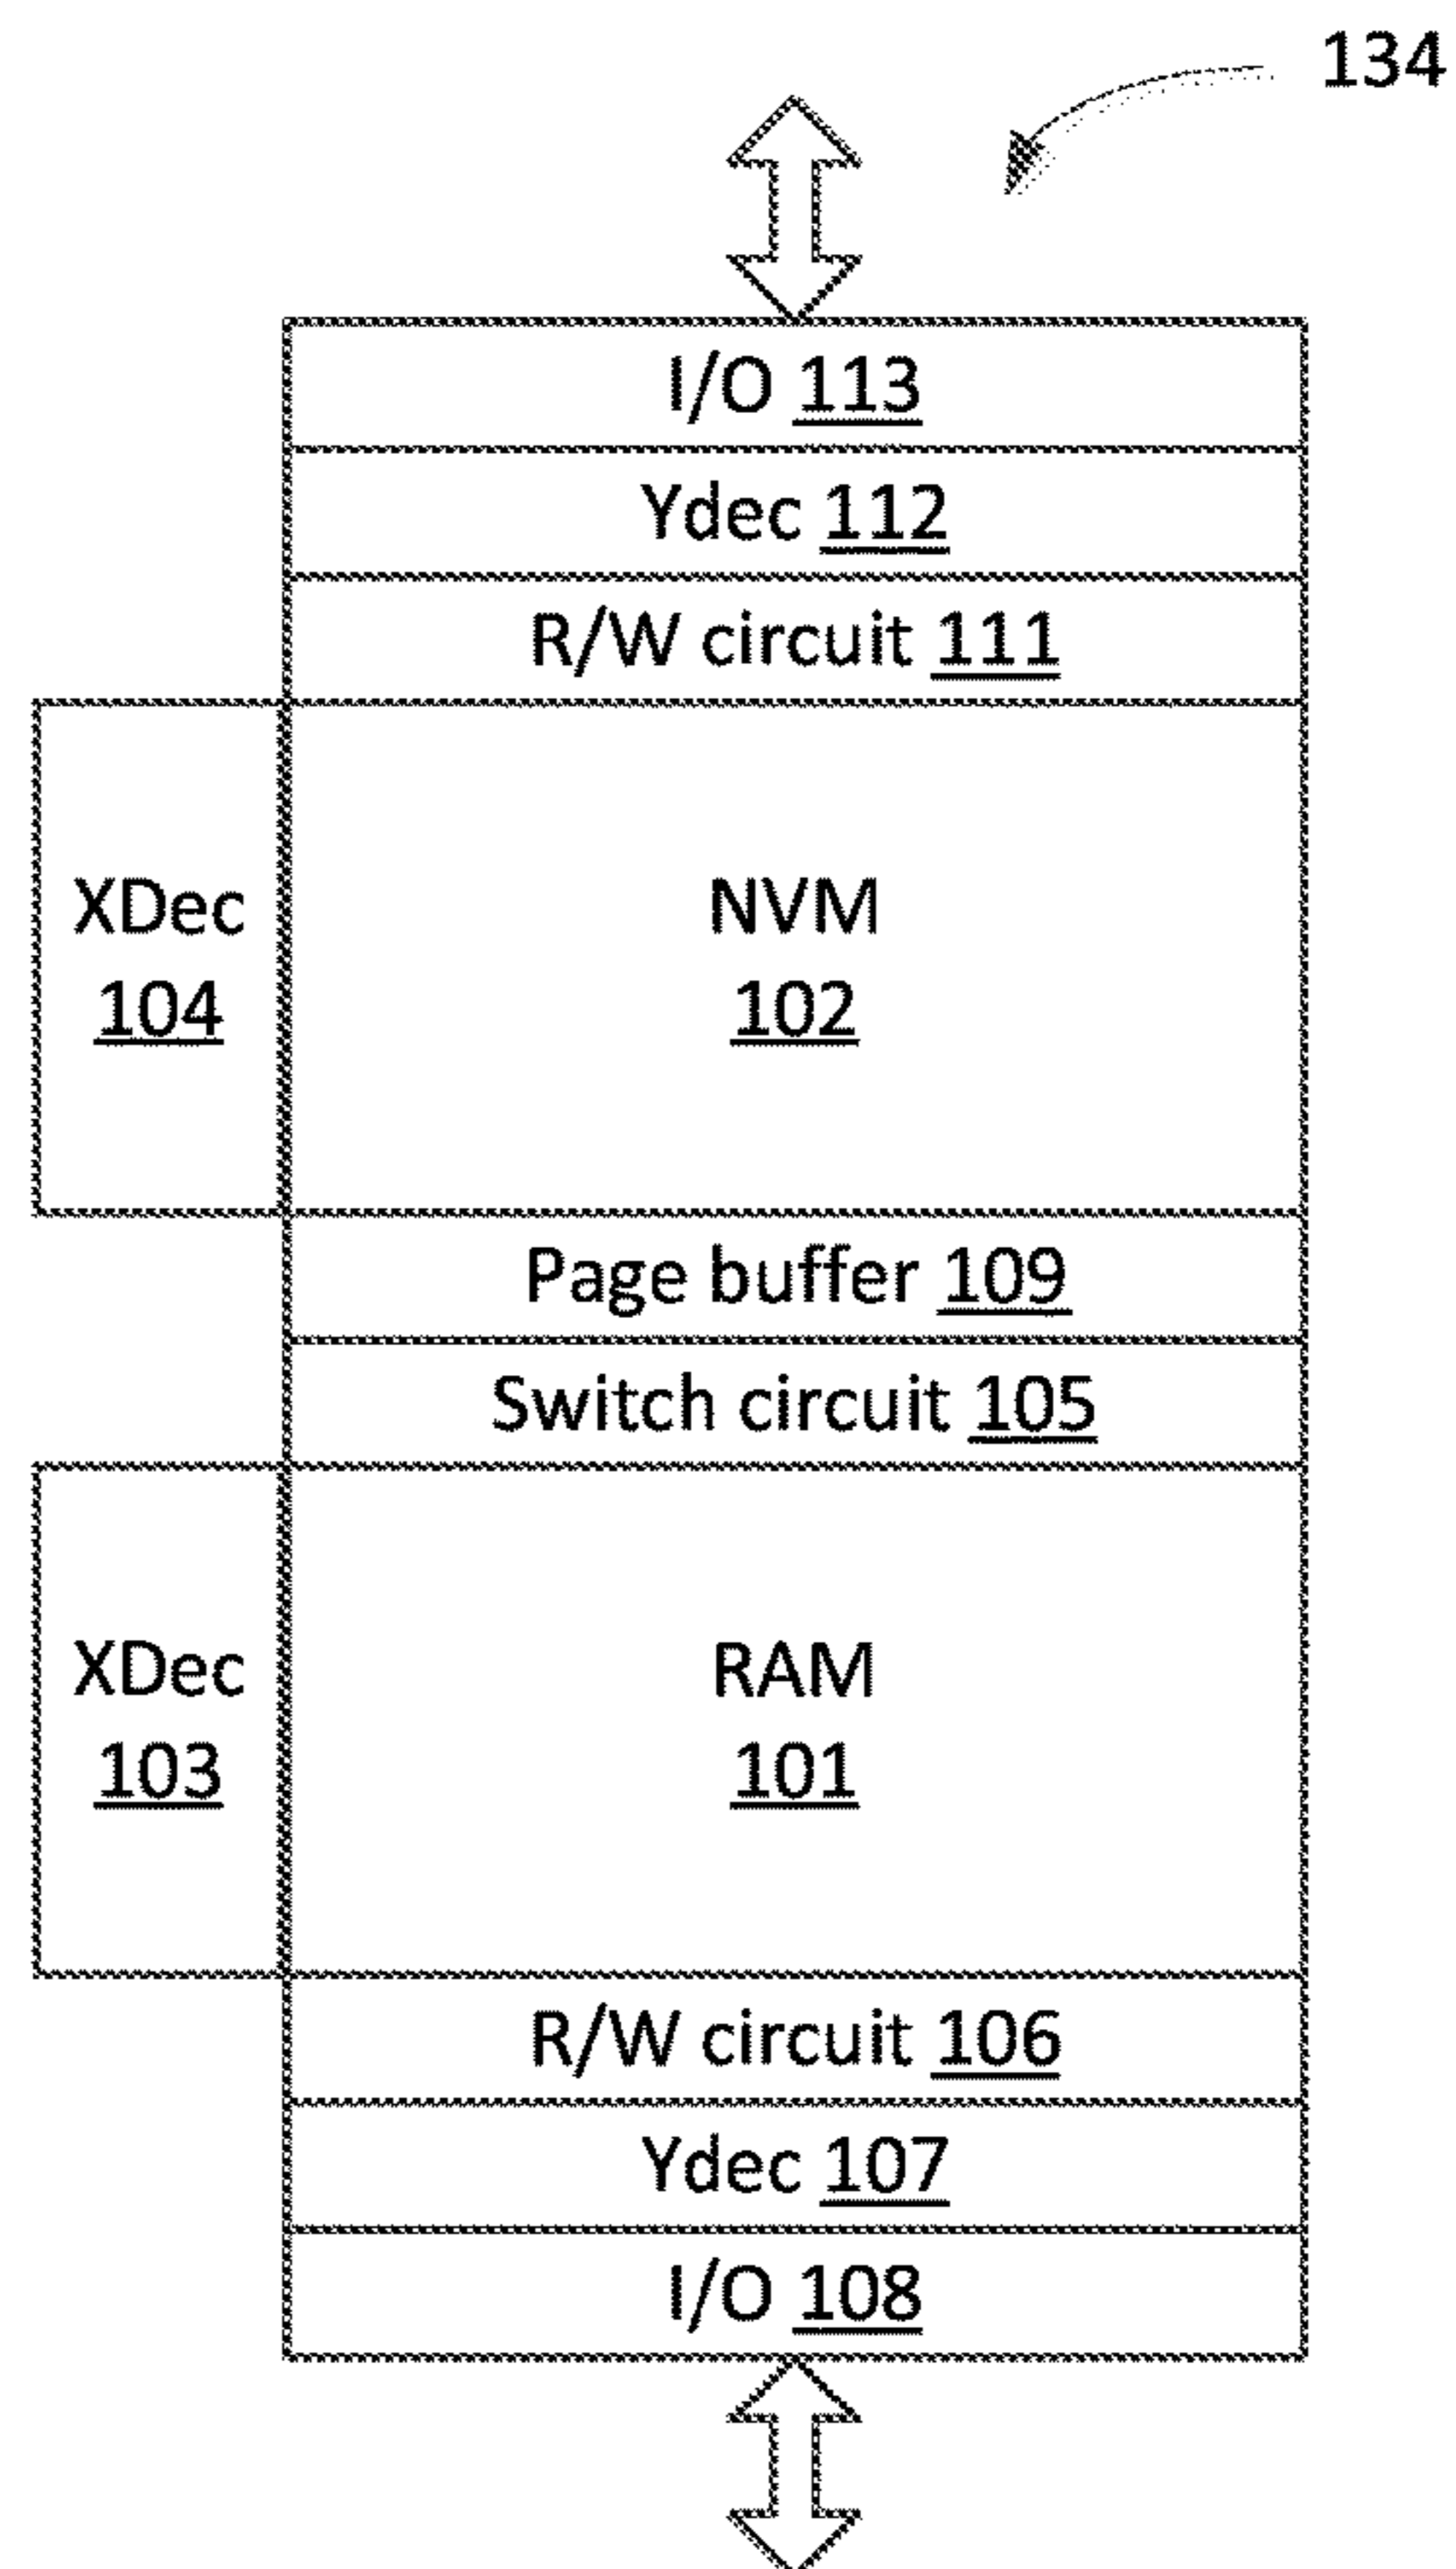 134
I/O 113
Ydec 112
R/W circuit 111
XDec
104
NVM
102
Page buffer 109
Switch circuit 105
XDec
103
RAM
101
R/W circuit 106
Ydec 107
I/O 108